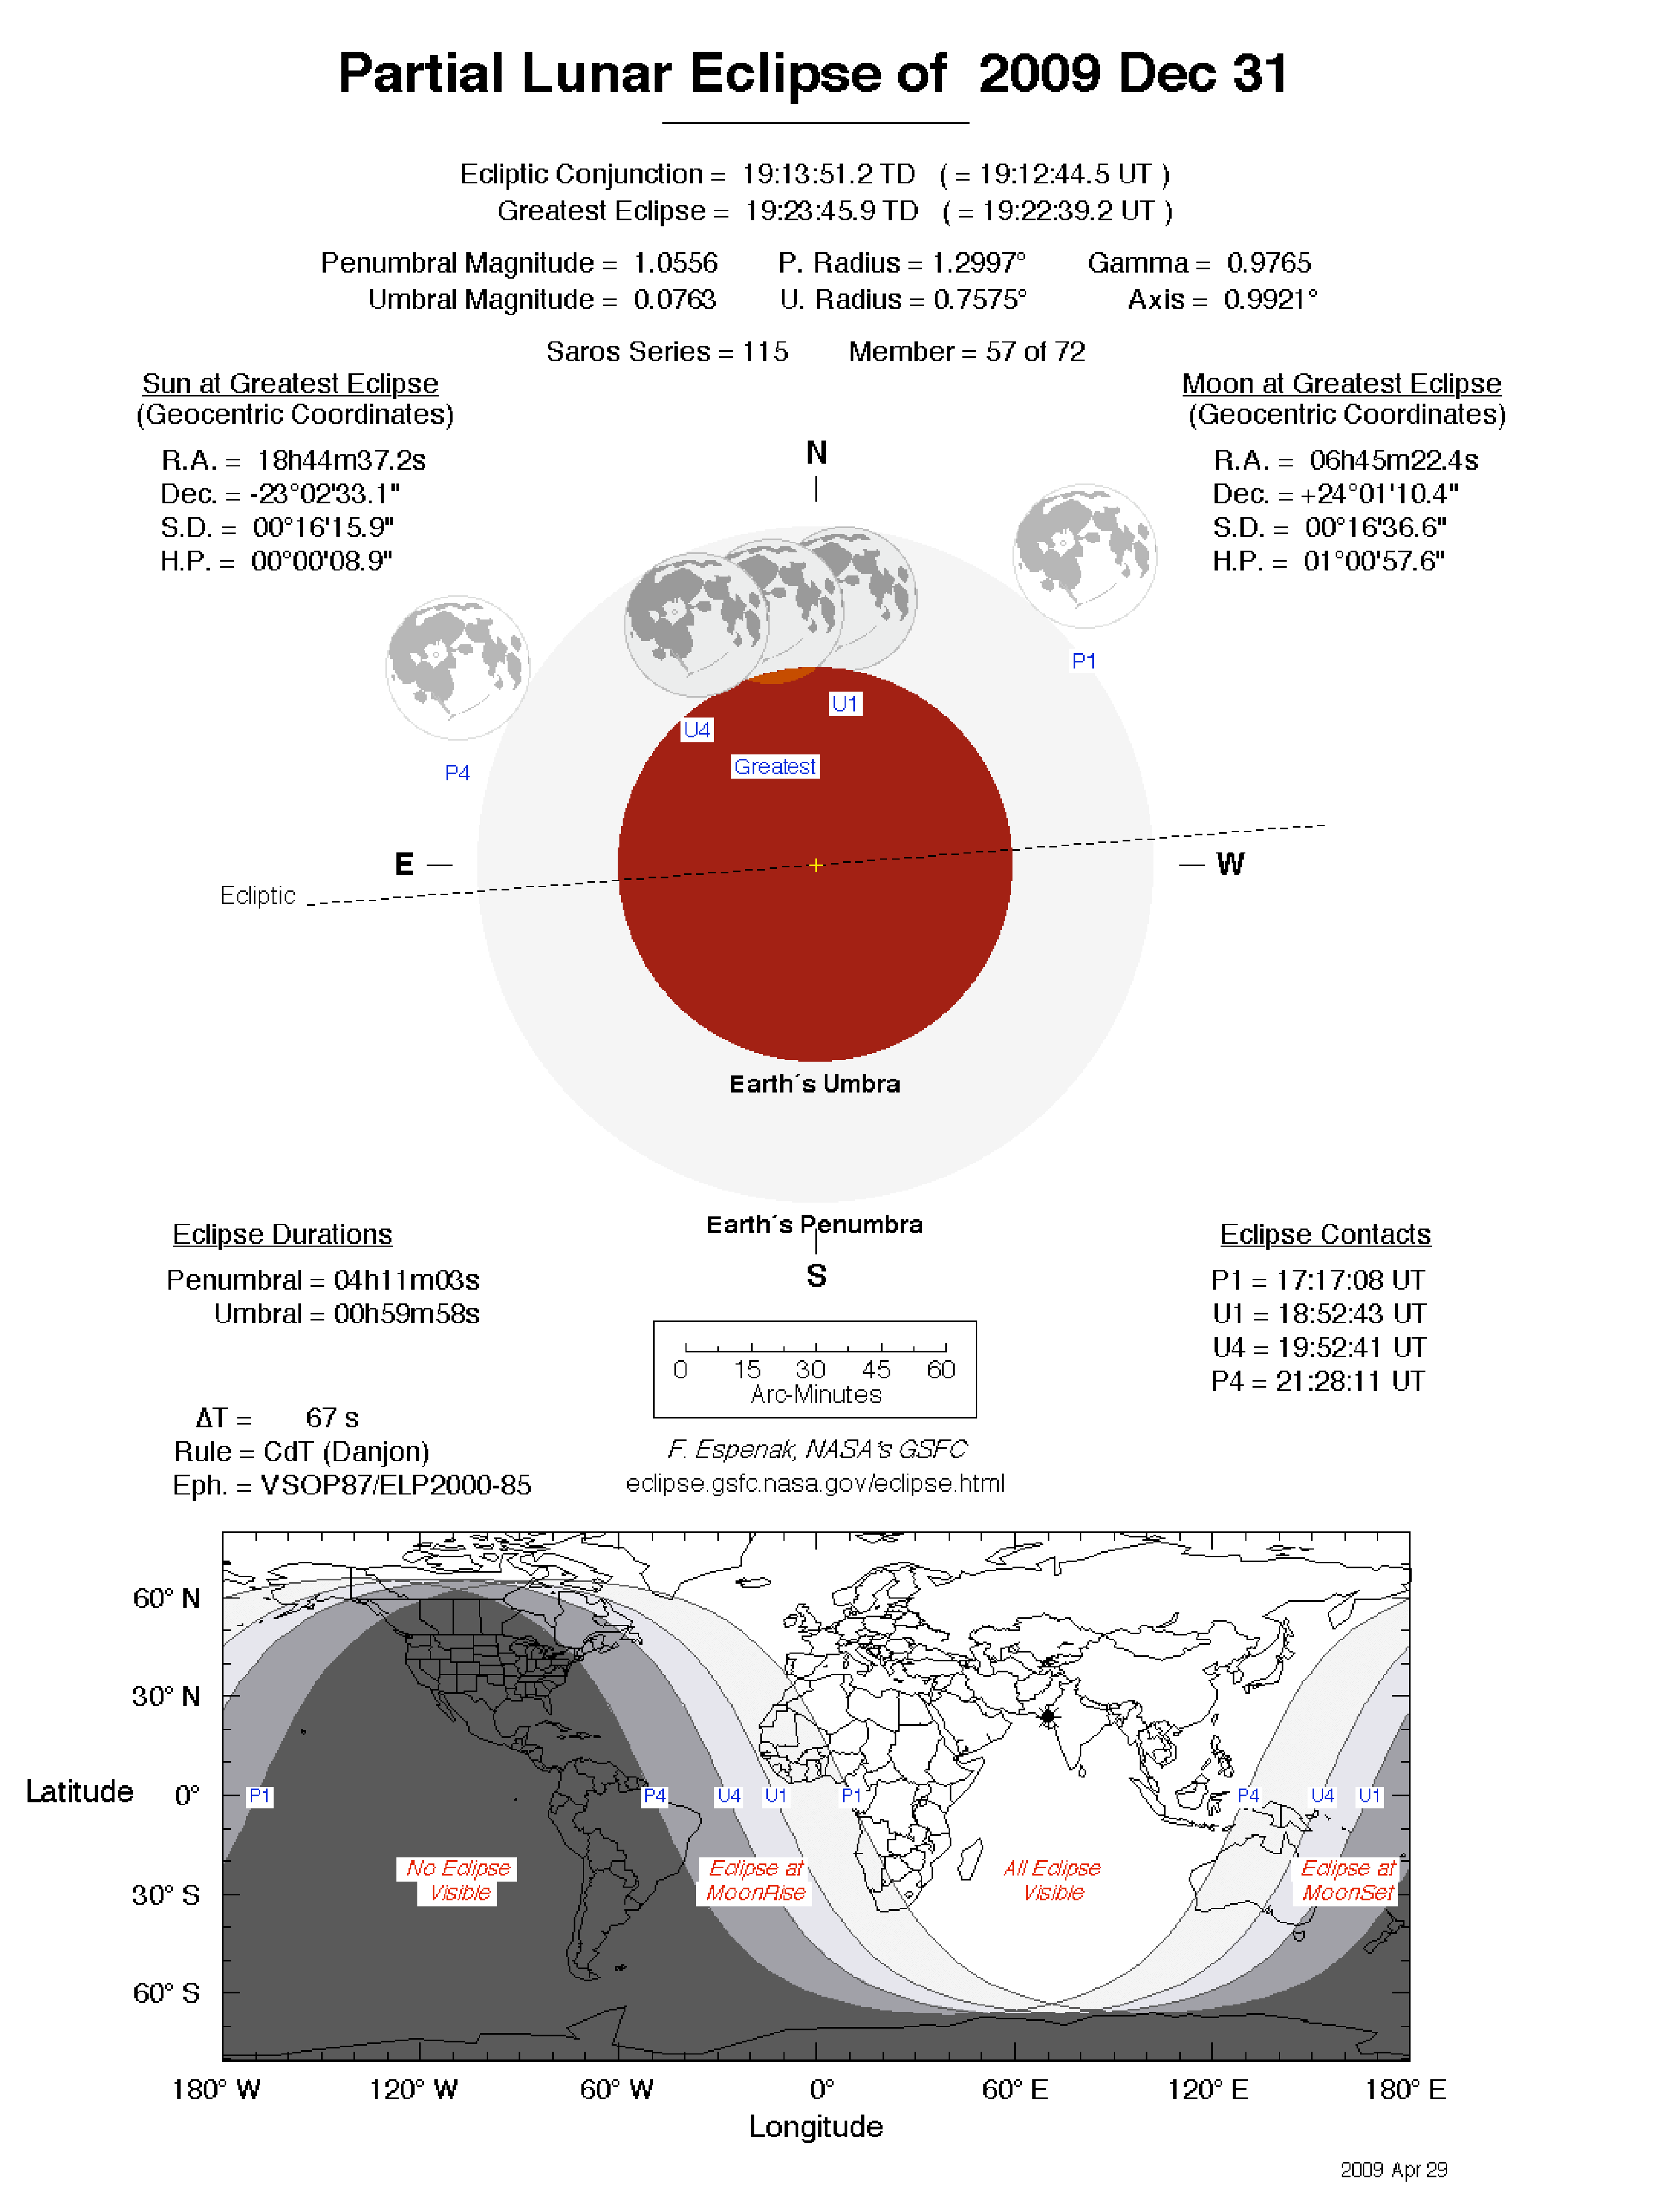 Partial Lunar Eclipse of 2009 Dec 31
Ecliptic Conjunction = 19:13:51.2 TD ( = 19:12:44.5 UT )
Greatest Eclipse = 19:23:45.9 TD ( = 19:22:39.2 UT )
Penumbral Magnitude = 1.0556 P. Radius = 1.2997° Gamma = 0.9765
Umbral Magnitude = 0.0763 U. Radius = 0.7575° Axis = 0.9921°
Saros Series = 115 Member = 57 of 72
Sun at Greatest Eclipse
(Geocentric Coordinates)
R.A. = 18h44m37.2s
Dec. = -23°02'33.1"
S.D. = 00°16'15.9"
H.P. = 00°00'08.9"
Moon at Greatest Eclipse
(Geocentric Coordinates)
R.A. = 06h45m22.4s
Dec. = +24°01'10.4"
S.D. = 00°16'36.6"
H.P. = 01°00'57.6"
N
P1
U1
U4
Greatest
P4
E
W
Ecliptic
Earth´s Umbra
Earth´s Penumbra
S
Eclipse Durations
Penumbral = 04h11m03s
Umbral = 00h59m58s
Eclipse Contacts
P1 = 17:17:08 UT
U1 = 18:52:43 UT
U4 = 19:52:41 UT
P4 = 21:28:11 UT
0 15 30 45 60
Arc-Minutes
ΔT = 67 s
Rule = CdT (Danjon)
Eph. = VSOP87/ELP2000-85
F. Espenak, NASA's GSFC
eclipse.gsfc.nasa.gov/eclipse.html
60° N
30° N
Latitude 0°
30° S
60° S
P1 P4 U4 U1 P1 P4 U4 U1
No Eclipse
Visible
Eclipse at
MoonRise
All Eclipse
Visible
Eclipse at
MoonSet
180° W 120° W 60° W 0° 60° E 120° E 180° E
Longitude
2009 Apr 29